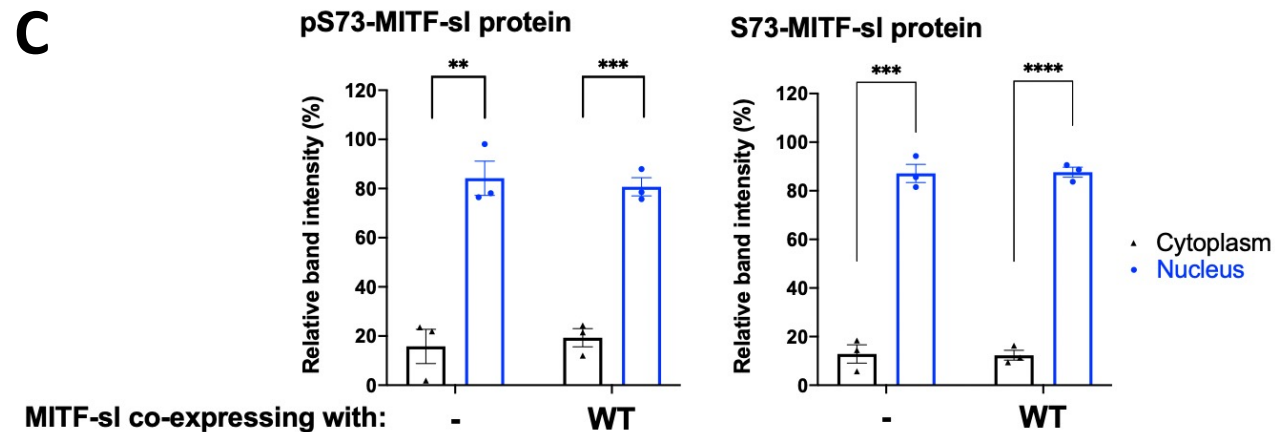 C
pS73-MITF-sl protein
S73-MITF-sl protein
** ***
*** ****
Relative band intensity (%)
120
100
80
60
40
20
0
Relative band intensity (%)
120
100
80
60
40
20
0
Cytoplasm
Nucleus
MITF-sl co-expressing with: - WT - WT